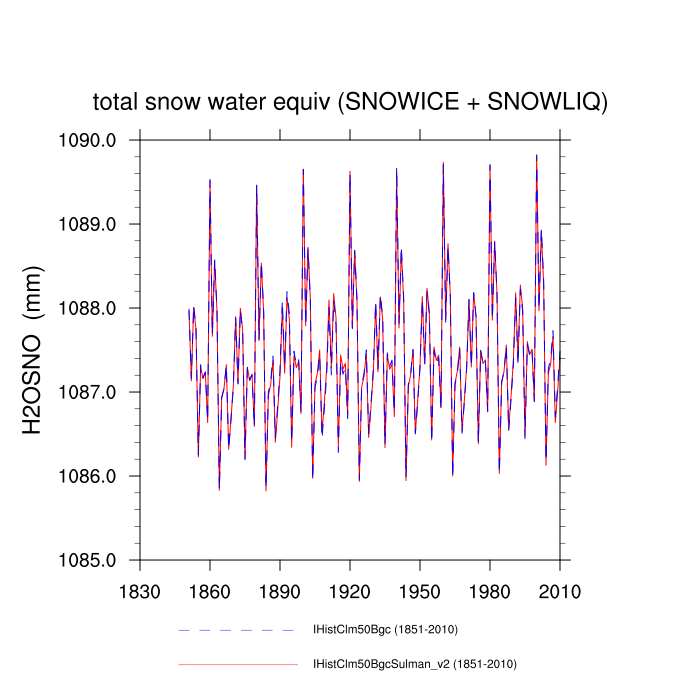 total snow water equiv (SNOWICE + SNOWLIQ)
1090.0
1089.0
1088.0
1087.0
1086.0
1085.0
H2OSNO (mm)
1830 1860 1890 1920 1950 1980 2010
IHistClm50Bgc (1851-2010)
IHistClm50BgcSulman_v2 (1851-2010)